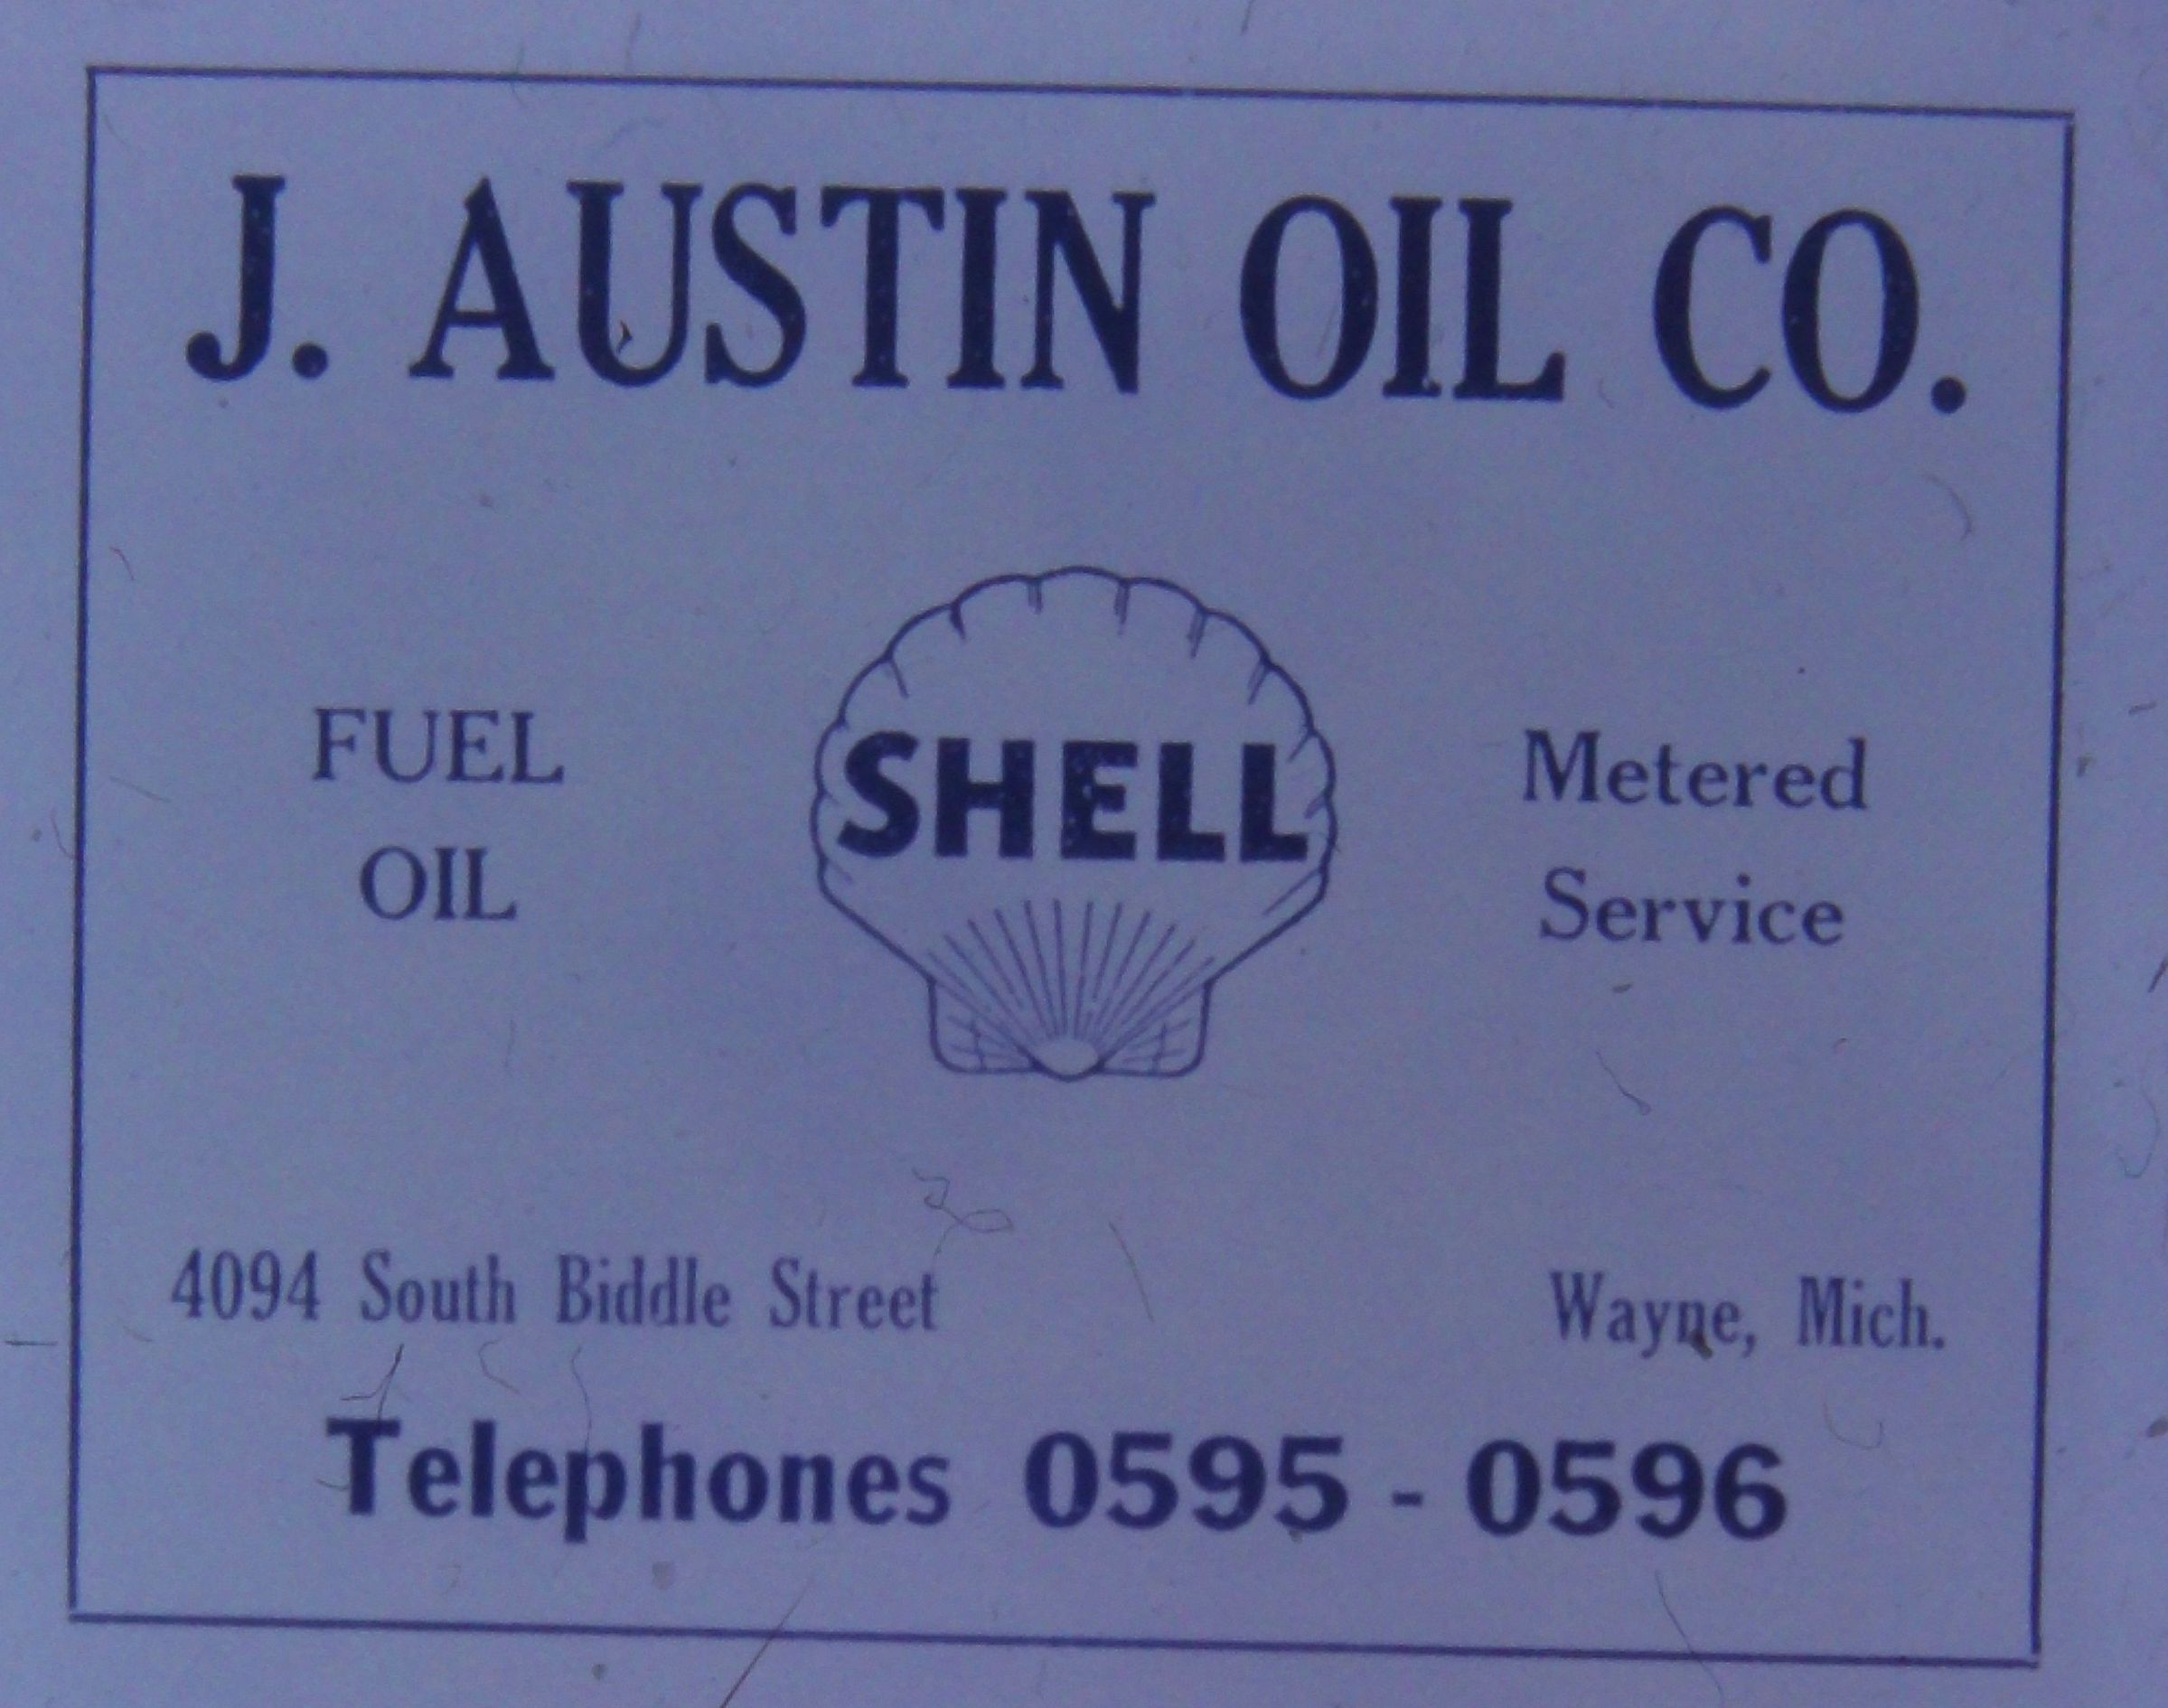 J. AUSTIN OIL CO.
FUEL
OIL
SHELL
Metered
Service
4094 South Biddle Street
Wayne, Mich.
Telephones 0595 - 0596